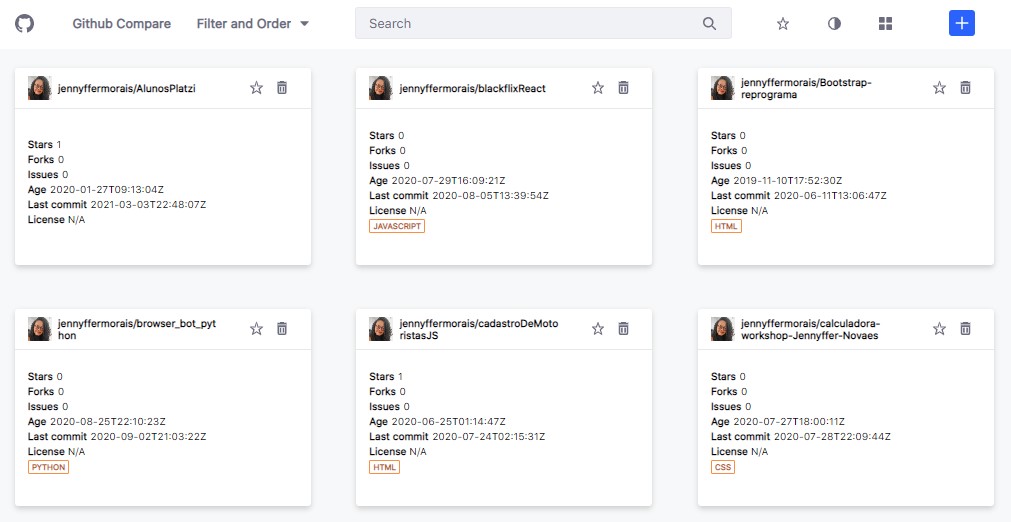 Github Compare
Filter and Order
Search
jennyffermorais/AlunosPlatzi
Stars 1
Forks 0
Issues 0
Age 2020-01-27T09:13:04Z
Last commit 2021-03-03T22:48:07Z
License N/A
jennyffermorais/blackflixReact
Stars 0
Forks 0
Issues 0
Age 2020-07-29T16:09:21Z
Last commit 2020-08-05T13:39:54Z
License N/A
JAVASCRIPT
jennyffermorais/Bootstrap-
reprograma
Stars 0
Forks 0
Issues 0
Age 2019-11-10T17:52:30Z
Last commit 2020-06-11T13:06:47Z
License N/A
HTML
jennyffermorais/browser_bot_pyt
hon
Stars 0
Forks 0
Issues 0
Age 2020-08-25T22:10:23Z
Last commit 2020-09-02T21:03:22Z
License N/A
PYTHON
jennyffermorais/cadastroDeMoto
ristasJS
Stars 1
Forks 0
Issues 0
Age 2020-06-25T01:14:47Z
Last commit 2020-07-24T02:15:31Z
License N/A
HTML
jennyffermorais/calculadora-
workshop-Jennyffer-Novaes
Stars 0
Forks 0
Issues 0
Age 2020-07-27T18:00:11Z
Last commit 2020-07-28T22:09:44Z
License N/A
CSS